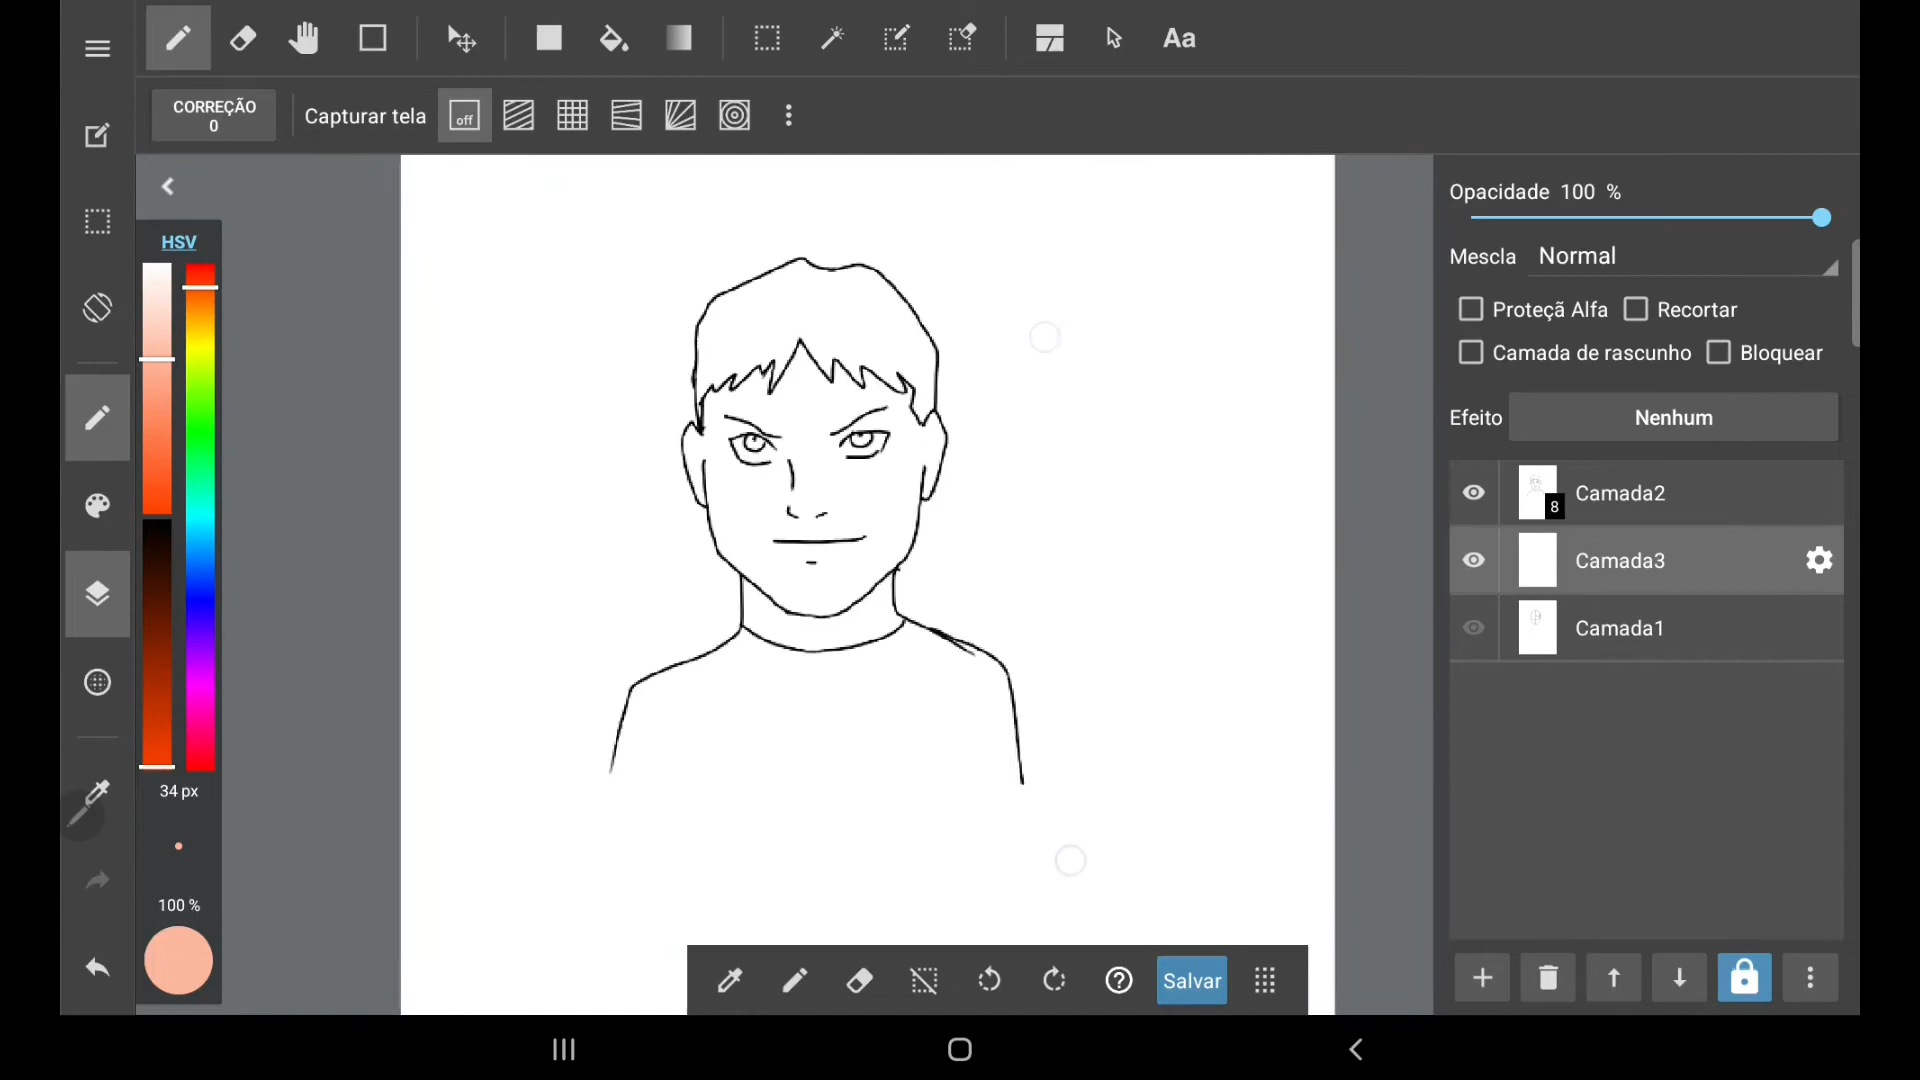 Aa
CORREÇÃO
0
Capturar tela
off
HSV
Opacidade 100 %
Mescla Normal
Proteçã Alfa
Recortar
Camada de rascunho
Bloquear
Efeito Nenhum
8
Camada2
Camada3
Camada1
34 px
100 %
?
Salvar